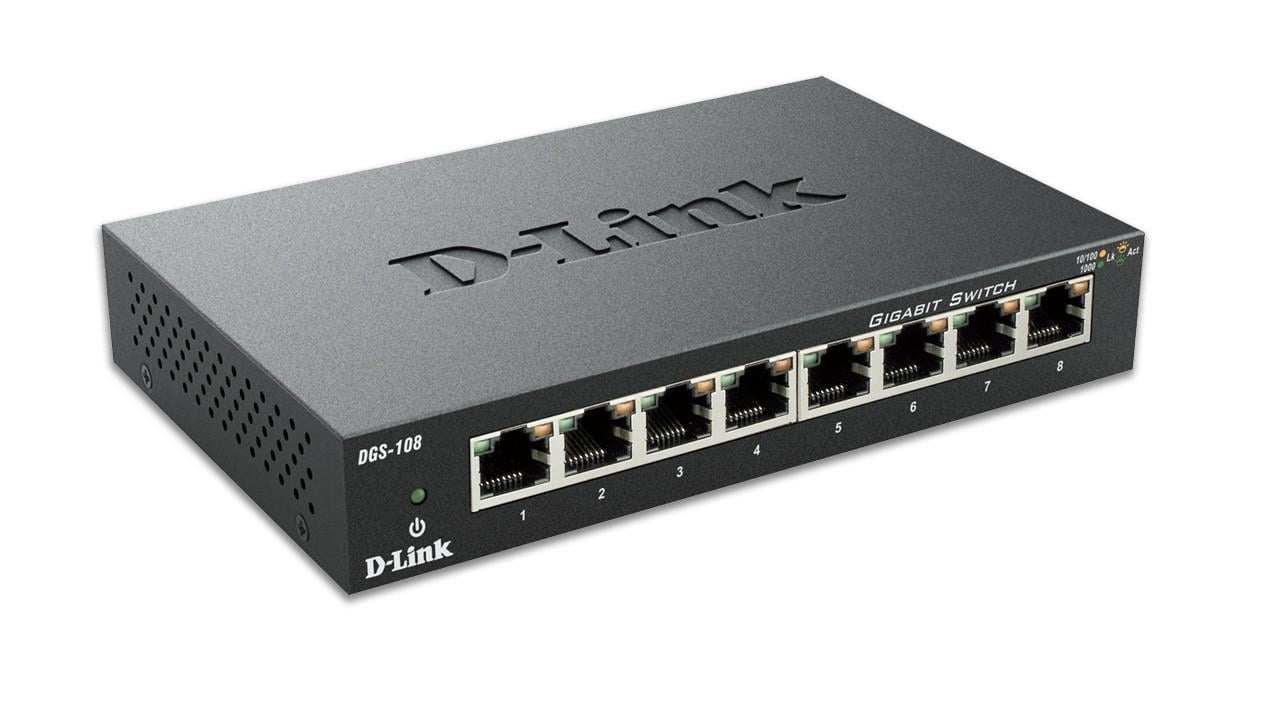 D-Link
10/100 Lk Act
1000
GIGABIT SWITCH
DGS-108
1 2 3 4 5 6 7 8
D-Link